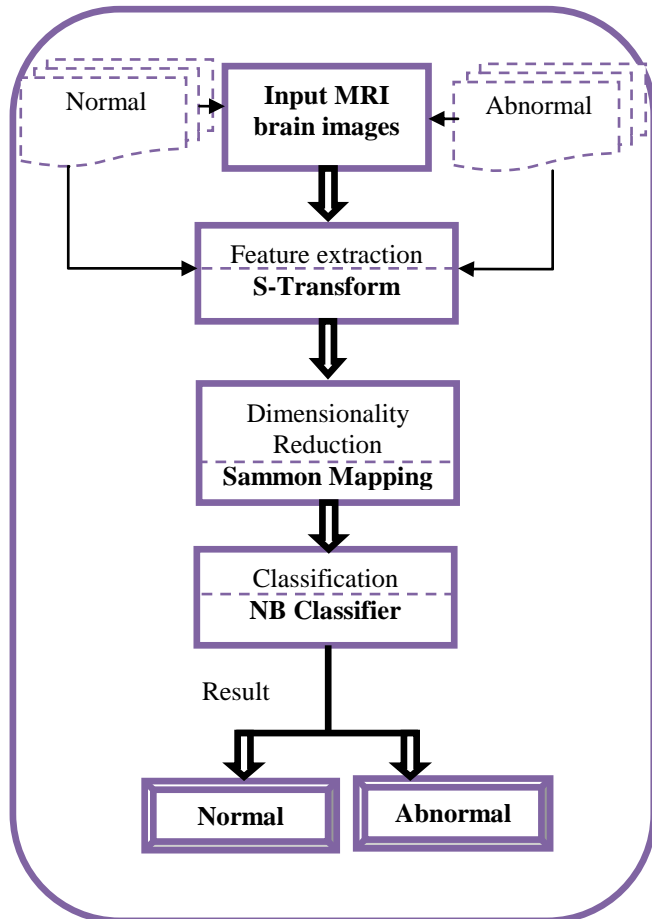 Normal
Input MRI
brain images
Abnormal
Feature extraction
S-Transform
Dimensionality
Reduction
Sammon Mapping
Classification
NB Classifier
Result
Normal
Abnormal